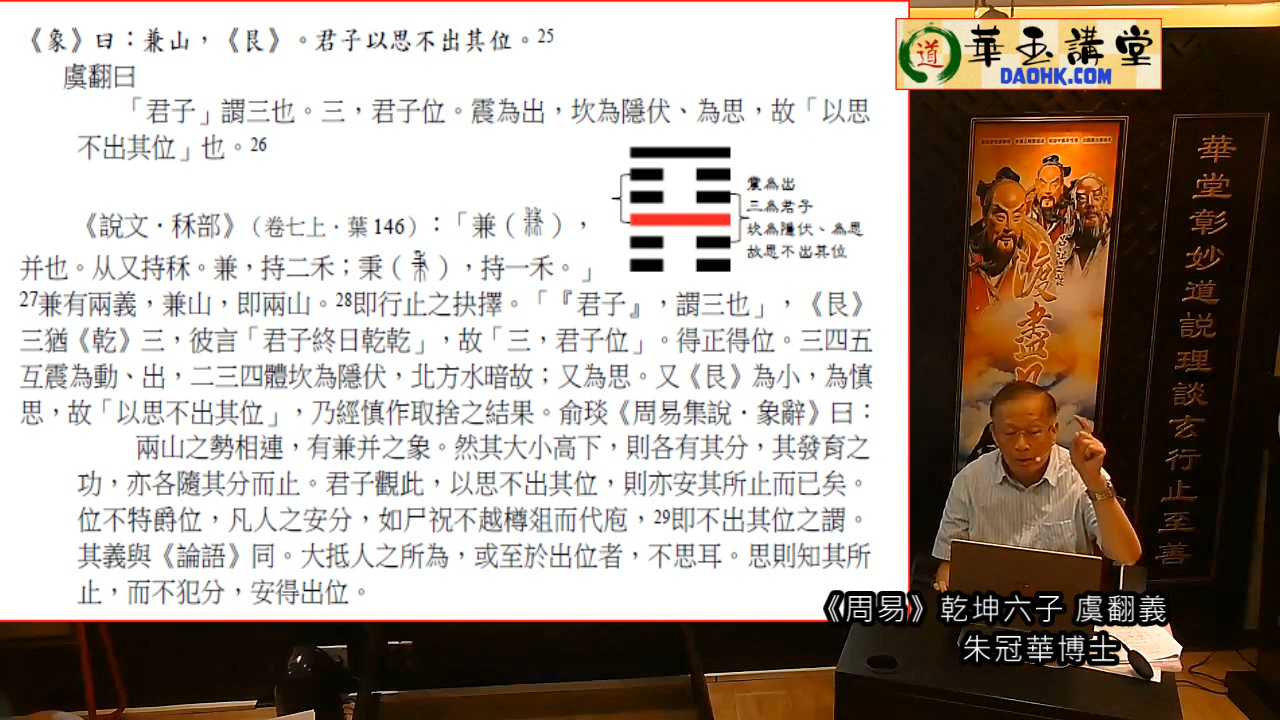 《象》曰：兼山，《艮》。君子以思不出其位。25
虞翻曰
「君子」謂三也。三，君子位。震為出，坎為隱伏、為思，故「以思
不出其位」也。26
震為出
三為君子
坎為隱伏、為思
故思不出其位
《說文·秝部》（卷七上·葉 146）：「兼（），
并也。从又持秝。兼，持二禾；秉（），持一禾。」
27兼有兩義，兼山，即兩山。28即行止之抉擇。「『君子』，謂三也」，《艮》
三猶《乾》三，彼言「君子終日乾乾」，故「三，君子位」。得正得位。三四五
互震為動、出，二三四體坎為隱伏，北方水暗故；又為思。又《艮》為小，為慎
思，故「以思不出其位」，乃經慎作取捨之結果。俞琰《周易集說·象辭》曰：
兩山之勢相連，有兼并之象。然其大小高下，則各有其分，其發育之
功，亦各隨其分而止。君子觀此，以思不出其位，則亦安其所止而已矣。
位不特爵位，凡人之安分，如尸祝不越樽俎而代庖，29即不出其位之謂。
其義與《論語》同。大抵人之所為，或至於出位者，不思耳。思則知其所
止，而不犯分，安得出位。
道
華玉講堂
DAOHK.COM
渡盡
華堂彰妙道説理談玄行止至善
《周易》乾坤六子 虞翻義
朱冠華博士